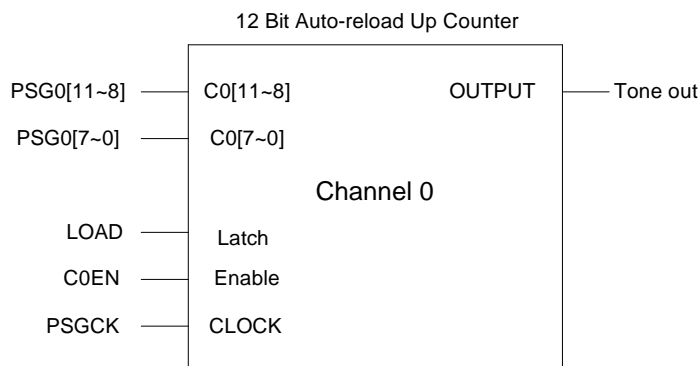 12 Bit Auto-reload Up Counter
PSG0[11~8] C0[11~8] OUTPUT Tone out
PSG0[7~0] C0[7~0]
Channel 0
LOAD Latch
C0EN Enable
PSGCK CLOCK